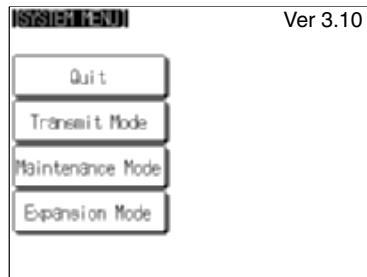 [SYSTEM MENU]
Ver 3.10
Quit
Transmit Mode
Maintenance Mode
Expansion Mode